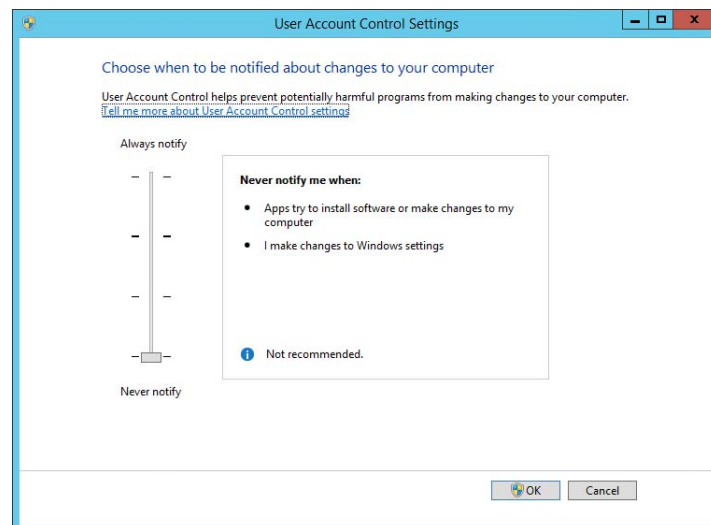 User Account Control Settings
Choose when to be notified about changes to your computer
User Account Control helps prevent potentially harmful programs from making changes to your computer.
Tell me more about User Account Control settings
Always notify
Never notify me when:
• Apps try to install software or make changes to my
computer
• I make changes to Windows settings
Not recommended.
Never notify
OK Cancel